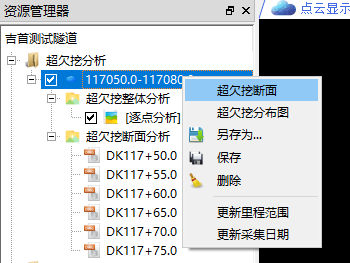 资源管理器
点云显示
吉首测试隧道
超欠挖分析
117050.0-117080
超欠挖整体分析
[逐点分析]
超欠挖断面分析
DK117+50.0
DK117+55.0
DK117+60.0
DK117+65.0
DK117+70.0
DK117+75.0
超欠挖断面
超欠挖分布图
另存为...
保存
删除
更新里程范围
更新采集日期